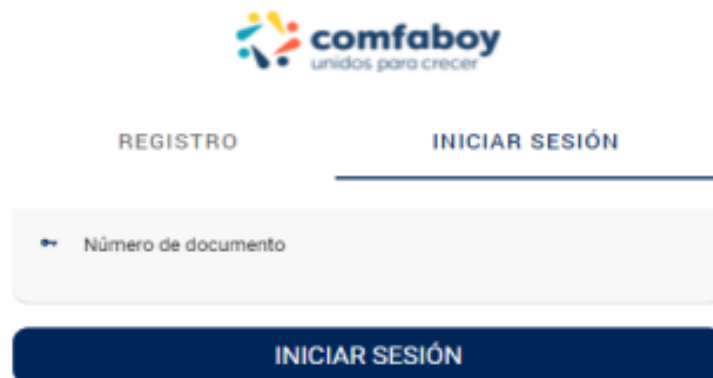 comfaboy
unidos para crecer
REGISTRO INICIAR SESIÓN
Número de documento
INICIAR SESIÓN